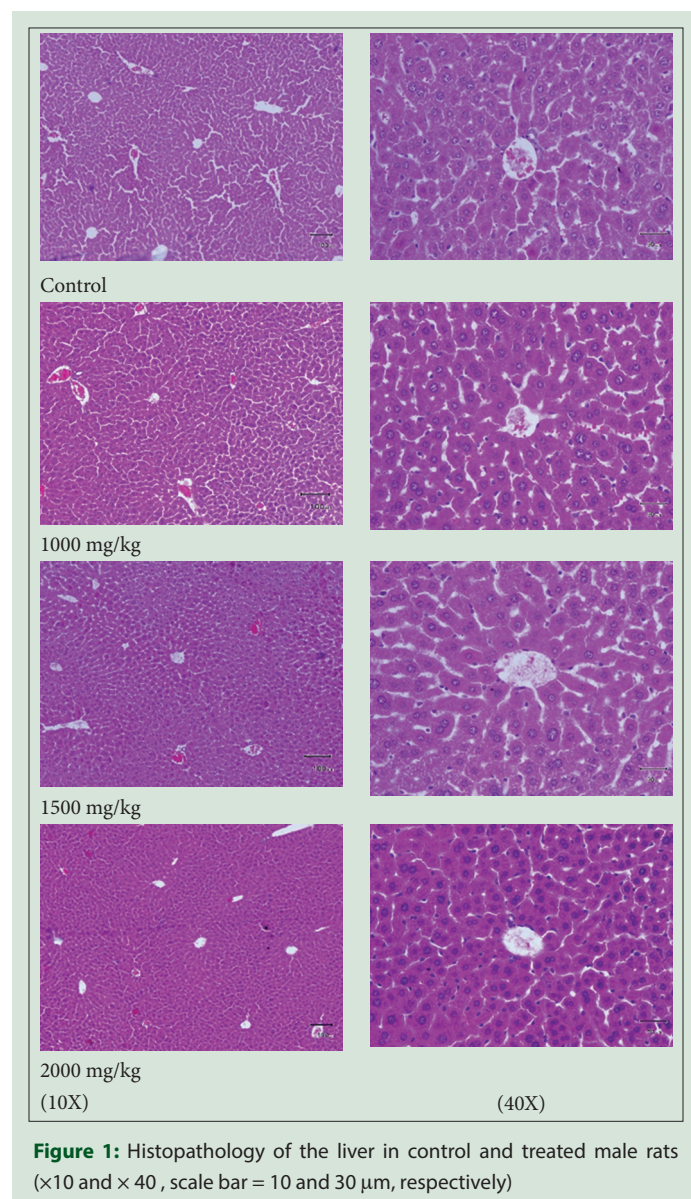 Control
1000 mg/kg
1500 mg/kg
2000 mg/kg
(10X) (40X)
Figure 1: Histopathology of the liver in control and treated male rats
(×10 and × 40 , scale bar = 10 and 30 μm, respectively)